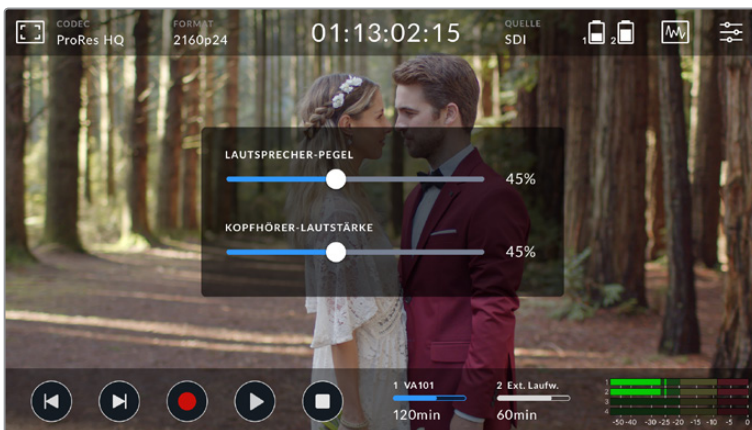 CODEC
ProRes HQ
FORMAT
2160p24
01:13:02:15
QUELLE
SDI
1
2
LAUTSPRECHER-PEGEL
45%
KOPFHÖRER-LAUTSTÄRKE
45%
1 VA101
120min
2 Ext. Laufw.
60min
1
2
3
4
-50 -40 -30 -25 -20 -15 -10 -5 0